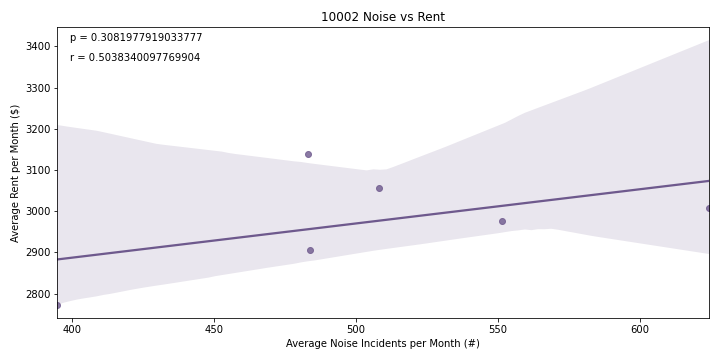 10002 Noise vs Rent
p = 0.3081977919033777
r = 0.5038340097769904
3400
3300
3200
3100
3000
2900
2800
Average Rent per Month ($)
400 450 500 550 600
Average Noise Incidents per Month (#)